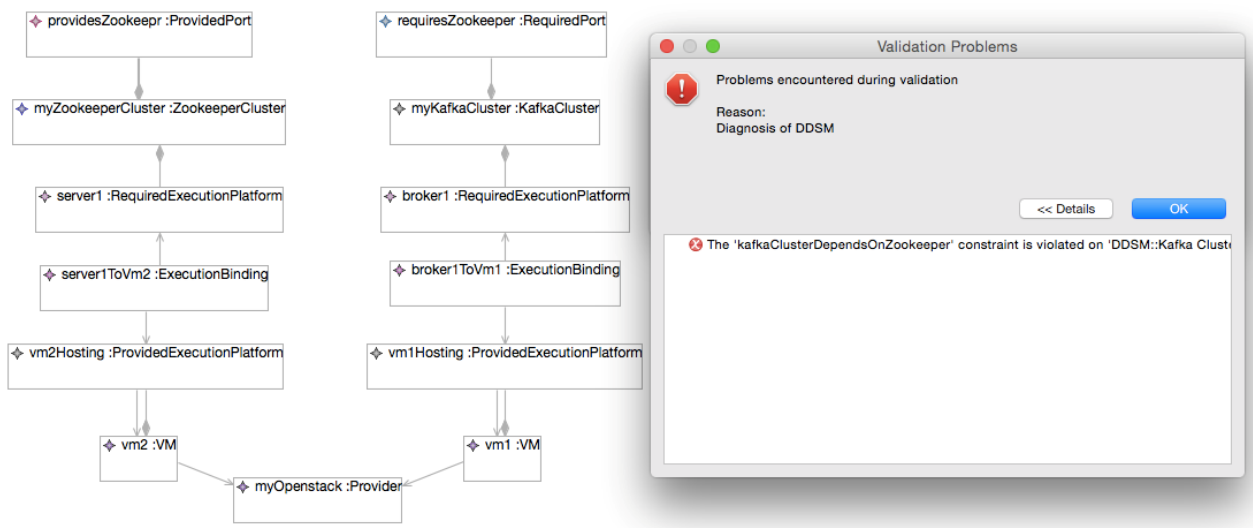 providesZookeepr :ProvidedPort
requiresZookeeper :RequiredPort
myZookeeperCluster :ZookeeperCluster
myKafkaCluster :KafkaCluster
server1 :RequiredExecutionPlatform
broker1 :RequiredExecutionPlatform
server1ToVm2 :ExecutionBinding
broker1ToVm1 :ExecutionBinding
vm2Hosting :ProvidedExecutionPlatform
vm1Hosting :ProvidedExecutionPlatform
vm2 :VM
vm1 :VM
myOpenstack :Provider
Validation Problems
Problems encountered during validation
Reason:
Diagnosis of DDSM
<< Details
OK
The 'kafkaClusterDependsOnZookeeper' constraint is violated on 'DDSM::Kafka Cluste